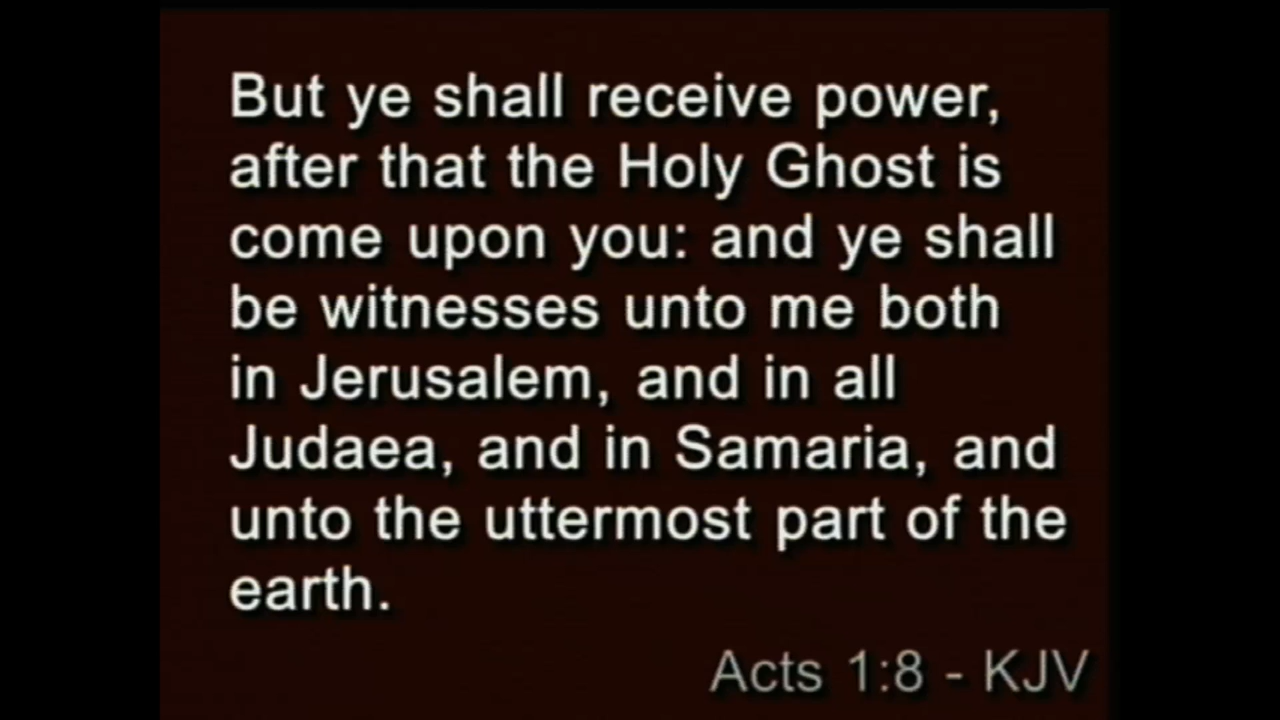 But ye shall receive power,
after that the Holy Ghost is
come upon you: and ye shall
be witnesses unto me both
in Jerusalem, and in all
Judaea, and in Samaria, and
unto the uttermost part of the
earth.
Acts 1:8 - KJV